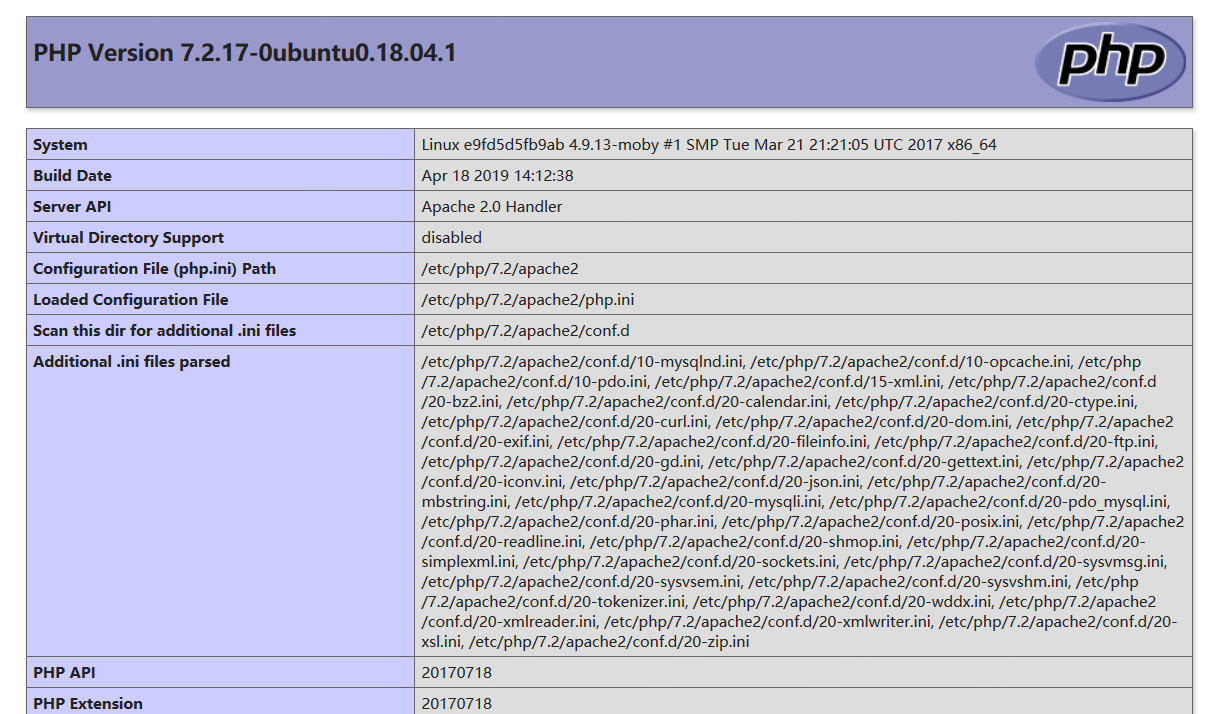 PHP Version 7.2.17-0ubuntu0.18.04.1
php
System Linux e9fd5d5fb9ab 4.9.13-moby #1 SMP Tue Mar 21 21:21:05 UTC 2017 x86_64
Build Date Apr 18 2019 14:12:38
Server API Apache 2.0 Handler
Virtual Directory Support disabled
Configuration File (php.ini) Path /etc/php/7.2/apache2
Loaded Configuration File /etc/php/7.2/apache2/php.ini
Scan this dir for additional .ini files /etc/php/7.2/apache2/conf.d
Additional .ini files parsed /etc/php/7.2/apache2/conf.d/10-mysqlnd.ini, /etc/php/7.2/apache2/conf.d/10-opcache.ini, /etc/php
/7.2/apache2/conf.d/10-pdo.ini, /etc/php/7.2/apache2/conf.d/15-xml.ini, /etc/php/7.2/apache2/conf.d
/20-bz2.ini, /etc/php/7.2/apache2/conf.d/20-calendar.ini, /etc/php/7.2/apache2/conf.d/20-ctype.ini,
/etc/php/7.2/apache2/conf.d/20-curl.ini, /etc/php/7.2/apache2/conf.d/20-dom.ini, /etc/php/7.2/apache2
/conf.d/20-exif.ini, /etc/php/7.2/apache2/conf.d/20-fileinfo.ini, /etc/php/7.2/apache2/conf.d/20-ftp.ini,
/etc/php/7.2/apache2/conf.d/20-gd.ini, /etc/php/7.2/apache2/conf.d/20-gettext.ini, /etc/php/7.2/apache2
/conf.d/20-iconv.ini, /etc/php/7.2/apache2/conf.d/20-json.ini, /etc/php/7.2/apache2/conf.d/20-
mbstring.ini, /etc/php/7.2/apache2/conf.d/20-mysqli.ini, /etc/php/7.2/apache2/conf.d/20-pdo_mysql.ini,
/etc/php/7.2/apache2/conf.d/20-phar.ini, /etc/php/7.2/apache2/conf.d/20-posix.ini, /etc/php/7.2/apache2
/conf.d/20-readline.ini, /etc/php/7.2/apache2/conf.d/20-shmop.ini, /etc/php/7.2/apache2/conf.d/20-
simplexml.ini, /etc/php/7.2/apache2/conf.d/20-sockets.ini, /etc/php/7.2/apache2/conf.d/20-sysvmsg.ini,
/etc/php/7.2/apache2/conf.d/20-sysvsem.ini, /etc/php/7.2/apache2/conf.d/20-sysvshm.ini, /etc/php
/7.2/apache2/conf.d/20-tokenizer.ini, /etc/php/7.2/apache2/conf.d/20-wddx.ini, /etc/php/7.2/apache2
/conf.d/20-xmlreader.ini, /etc/php/7.2/apache2/conf.d/20-xmlwriter.ini, /etc/php/7.2/apache2/conf.d/20-
xsl.ini, /etc/php/7.2/apache2/conf.d/20-zip.ini
PHP API 20170718
PHP Extension 20170718